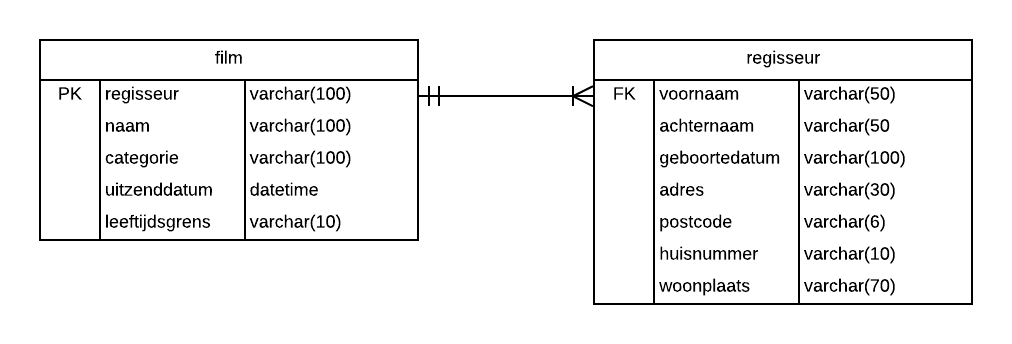 film
PK regisseur varchar(100)
naam varchar(100)
categorie varchar(100)
uitzenddatum datetime
leeftijdsgrens varchar(10)
regisseur
FK voornaam varchar(50)
achternaam varchar(50
geboortedatum varchar(100)
adres varchar(30)
postcode varchar(6)
huisnummer varchar(10)
woonplaats varchar(70)